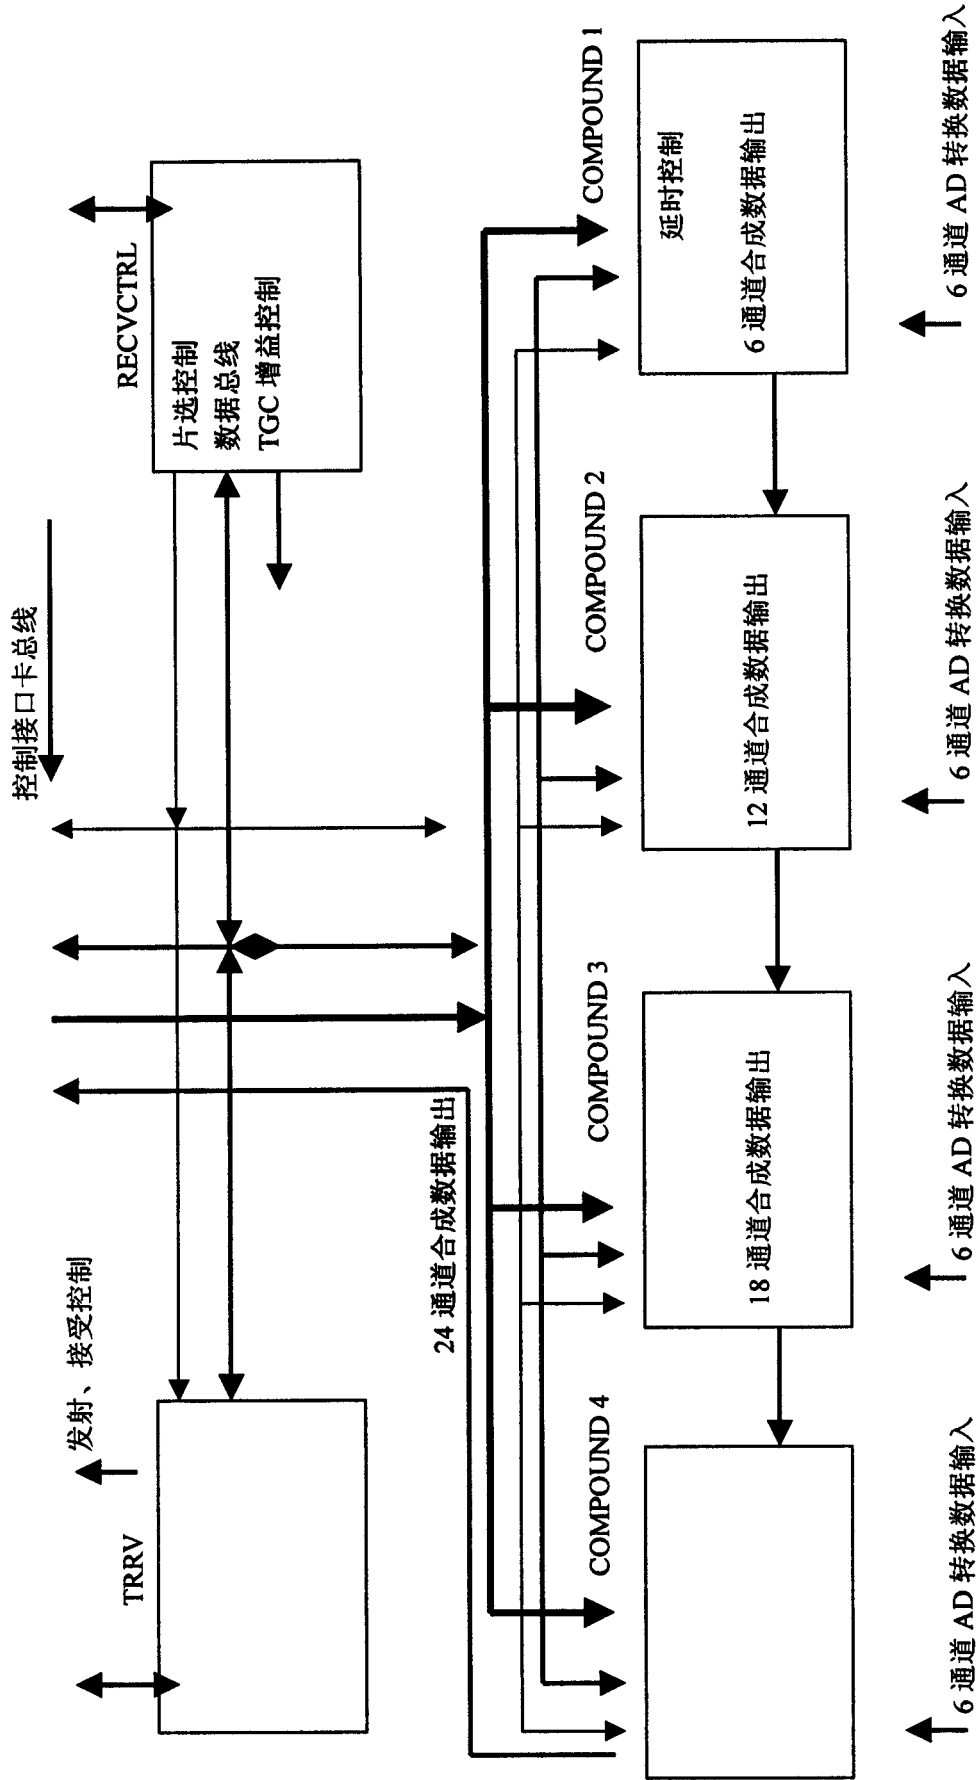 控制接口卡总线
RECVCTRL
片选控制
数据总线
TGC 增益控制
发射、接受控制
TRRV
24 通道合成数据输出
COMPOUND 1
延时控制
6 通道合成数据输出
6 通道 AD 转换数据输入
COMPOUND 2
12 通道合成数据输出
6 通道 AD 转换数据输入
COMPOUND 3
18 通道合成数据输出
6 通道 AD 转换数据输入
COMPOUND 4
6 通道 AD 转换数据输入